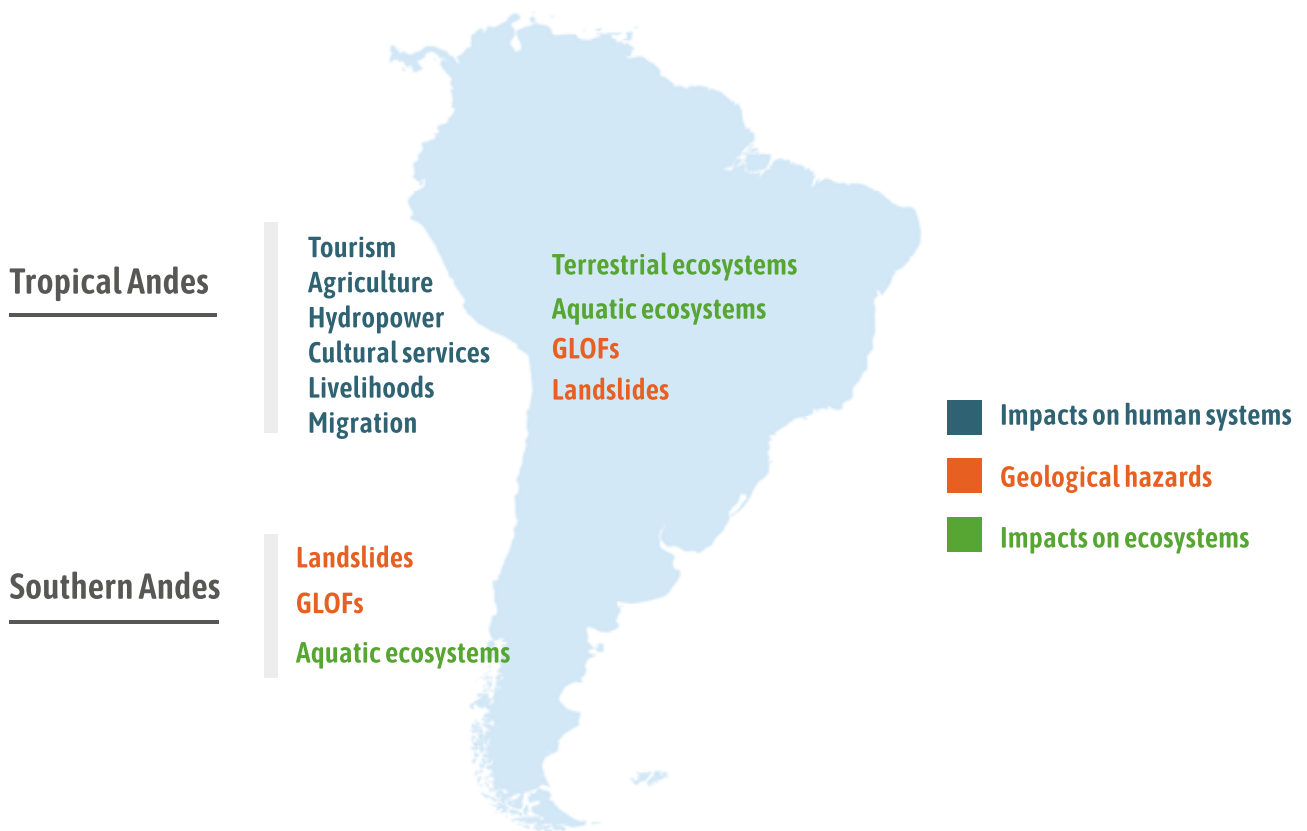 Tropical Andes
Tourism
Agriculture
Hydropower
Cultural services
Livelihoods
Migration
Terrestrial ecosystems
Aquatic ecosystems
GLOFs
Landslides
Southern Andes
Landslides
GLOFs
Aquatic ecosystems
Impacts on human systems
Geological hazards
Impacts on ecosystems